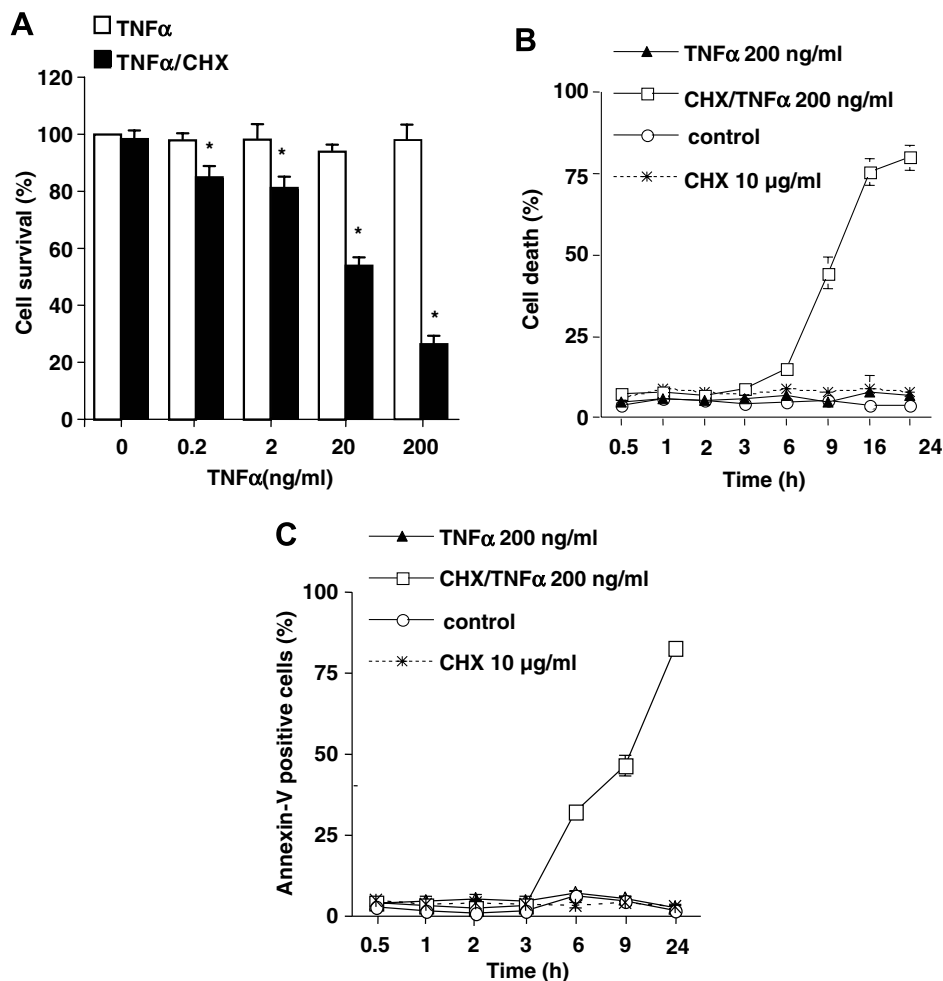 A
TNFα
TNFα/CHX
120
100
80
60
40
20
0
Cell survival (%)
*
*
*
*
0 0.2 2 20 200
TNFα(ng/ml)
B
TNFα 200 ng/ml
CHX/TNFα 200 ng/ml
control
CHX 10 µg/ml
100
75
50
25
0
Cell death (%)
0.5 1 2 3 6 9 16 24
Time (h)
C
TNFα 200 ng/ml
CHX/TNFα 200 ng/ml
control
CHX 10 µg/ml
100
75
50
25
0
Annexin-V positive cells (%)
0.5 1 2 3 6 9 24
Time (h)